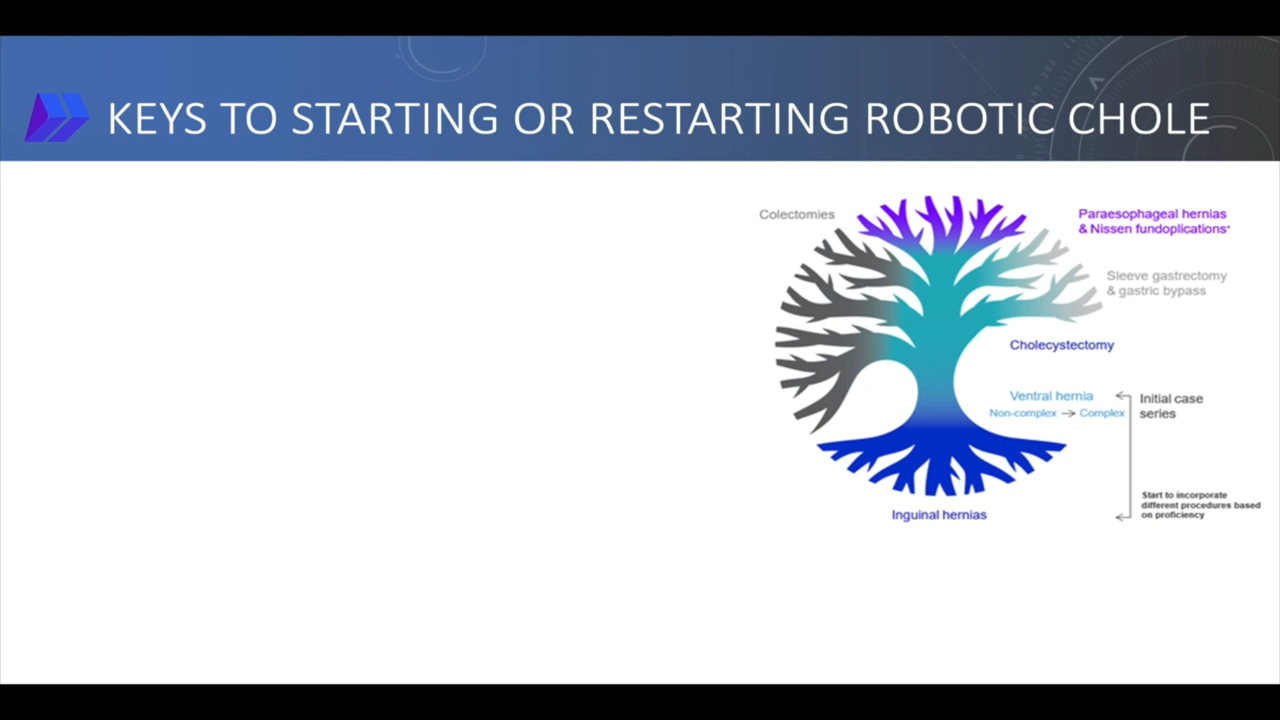 KEYS TO STARTING OR RESTARTING ROBOTIC CHOLE
Colectomies
Paraesophageal hernias
& Nissen fundoplications*
Sleeve gastrectomy
& gastric bypass
Cholecystectomy
Ventral hernia
Non-complex → Complex
Initial case
series
Start to incorporate
different procedures based
on proficiency
Inguinal hernias